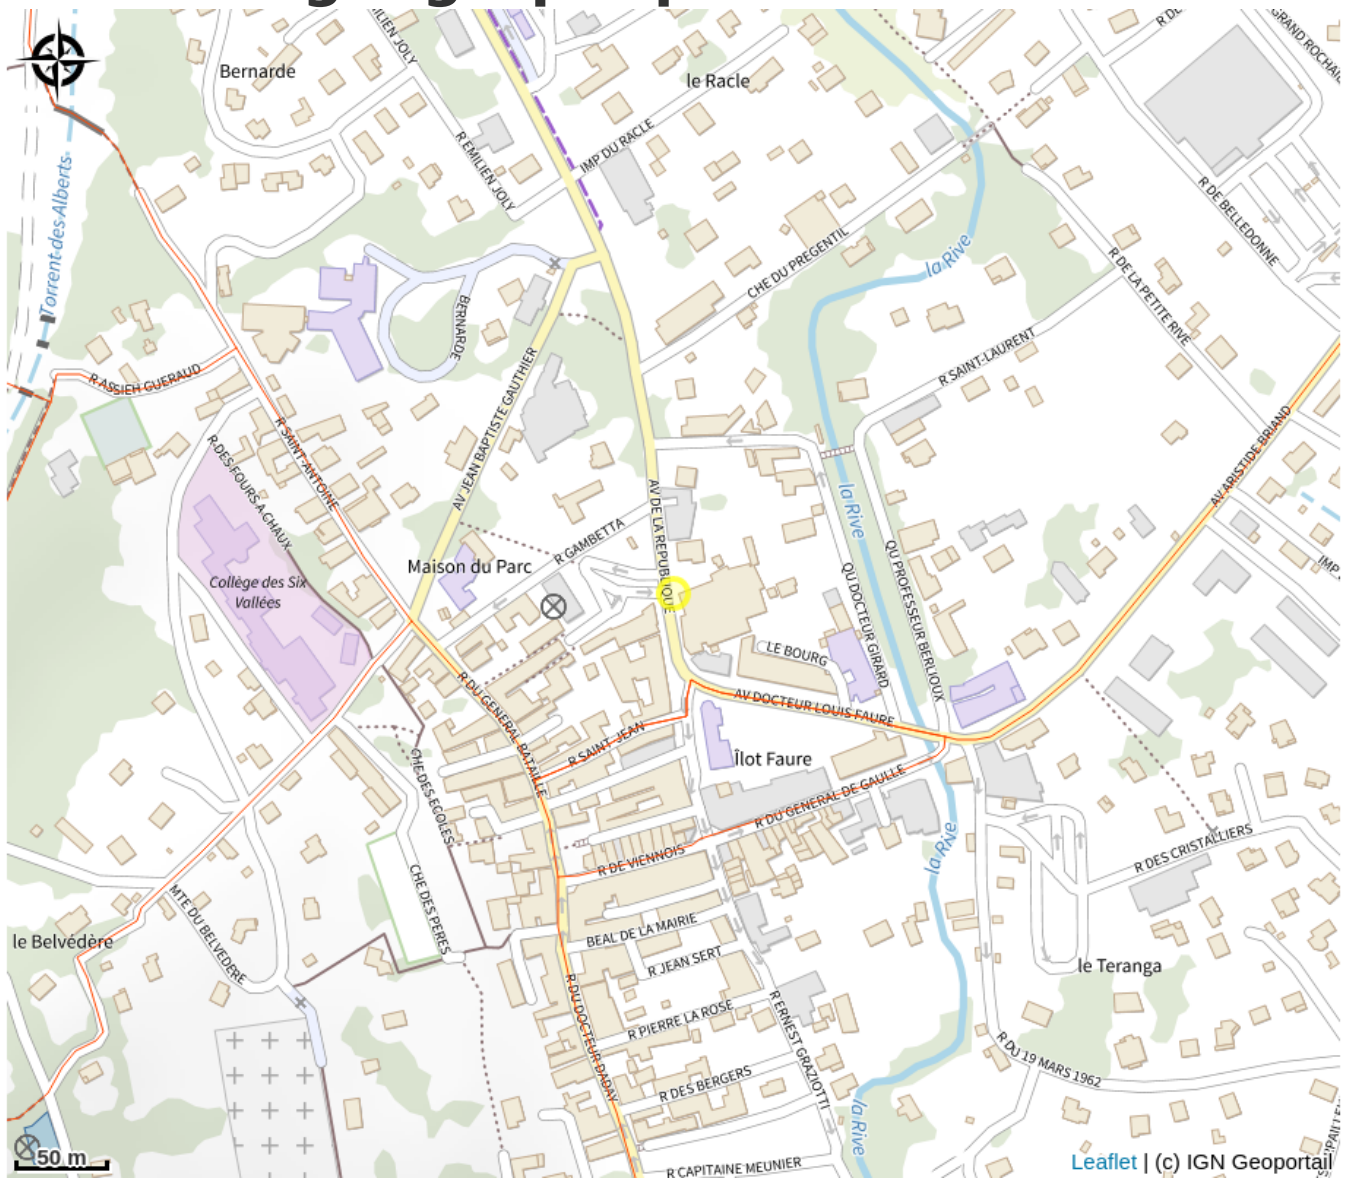 Bernarde
EMILIEN JOLY
le Racle
GRAND ROCHAIL
R EMILIEN JOLY
IMP DU RACLE
Torrent des Alberts
R DE BELLEDONNE
CHE DU PREGENTIL
la Rive
R DE LA PETITE RIVE
BERNARDE
R ASSIEH GUERAUD
AV JEAN BAPTISTE GAUTHIER
R SAINT-LAURENT
R SAINT-ANTOINE
R DES FOURS A CHAUX
AV ARISTIDE BRIAND
la Rive
AV DE LA REPUBLIQUE
R GAMBETTA
Maison du Parc
Collège des Six
Vallées
QU DOCTEUR GIRARD
QU PROFESSEUR BERLIOUX
IMP
LE BOURG
R DU GENERAL BATAILLE
AV DOCTEUR LOUIS FAURE
R SAINT JEAN
Îlot Faure
CHE DES ECOLES
R DU GENERAL DE GAULLE
R DE VIENNOIS
la Rive
R DES CRISTALLIERS
CHE DES PERES
MTE DU BELVEDERE
le Belvédère
BEAL DE LA MAIRIE
R JEAN SERT
le Teranga
R DU DOCTEUR DADAY
R PIERRE LA ROSE
R ERNEST GRAZIOTTI
R DU 19 MARS 1962
R DES BERGERS
la Rive
R CAPITAINE MEUNIER
50 m
Leaflet | (c) IGN Geoportail